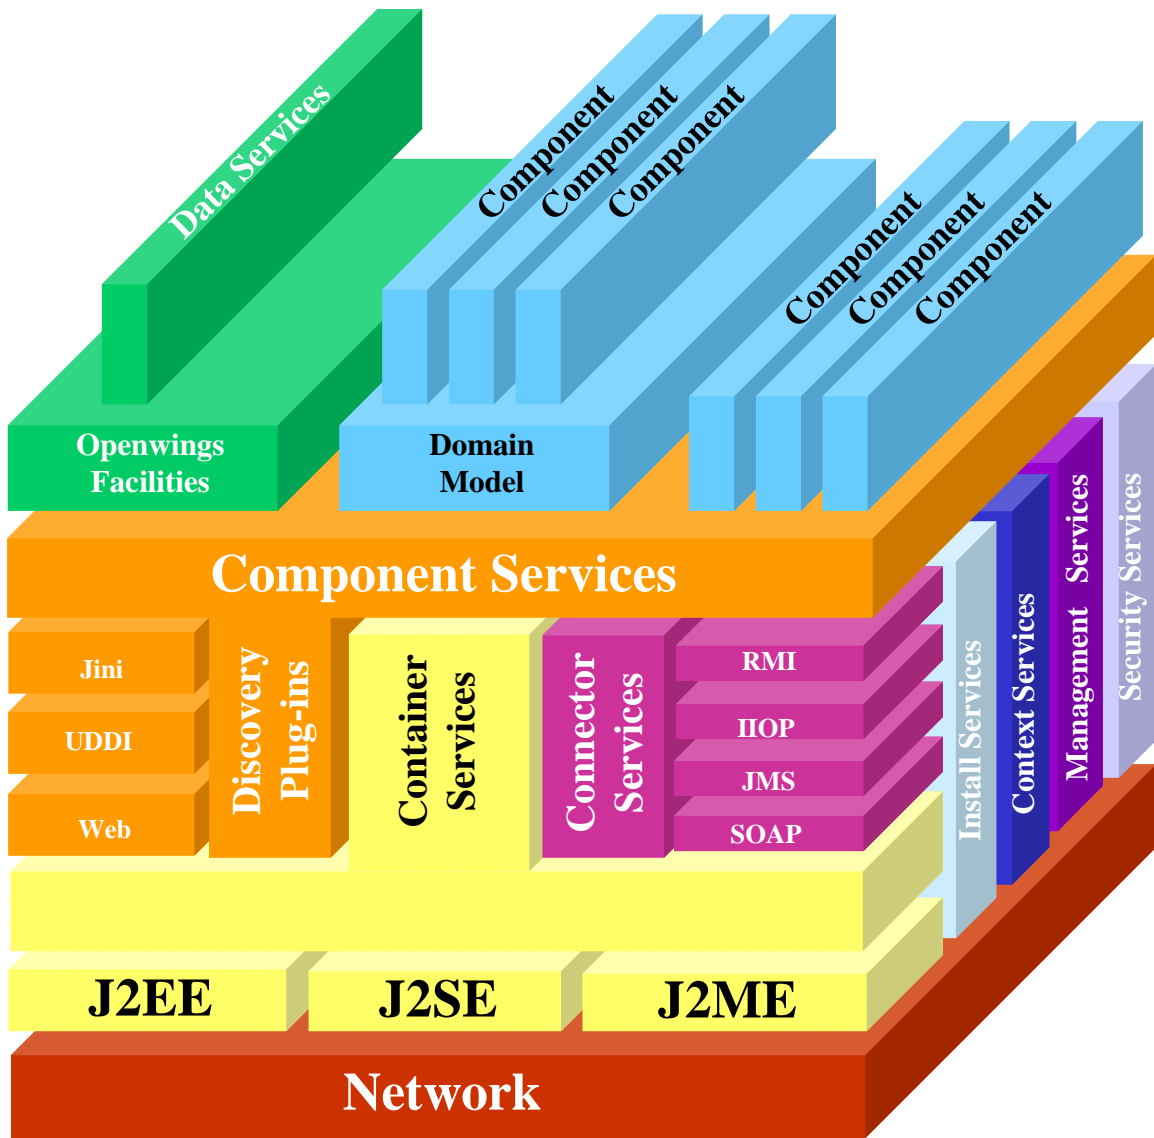 Data Services
Component
Component
Component
Component
Component
Component
Openwings
Facilities
Domain
Model
Component Services
Jini
UDDI
Web
Discovery
Plug-ins
Container
Services
Connector
Services
RMI
IIOP
JMS
SOAP
Install Services
Context Services
Management Services
Security Services
J2EE
J2SE
J2ME
Network